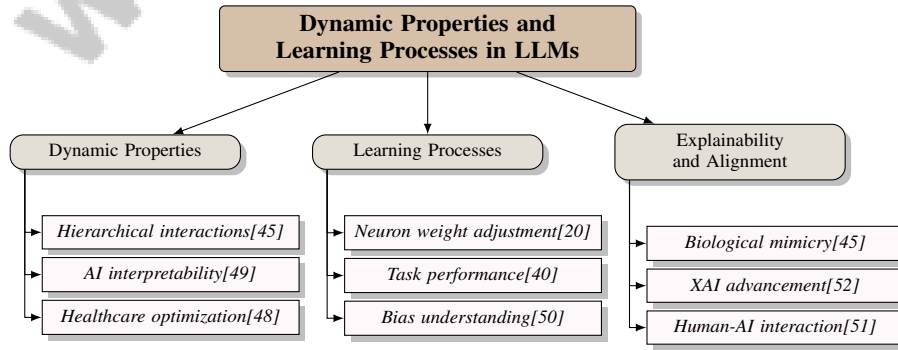 Dynamic Properties and
Learning Processes in LLMs
Dynamic Properties
Learning Processes
Explainability
and Alignment
Hierarchical interactions[45]
AI interpretability[49]
Healthcare optimization[48]
Neuron weight adjustment[20]
Task performance[40]
Bias understanding[50]
Biological mimicry[45]
XAI advancement[52]
Human-AI interaction[51]